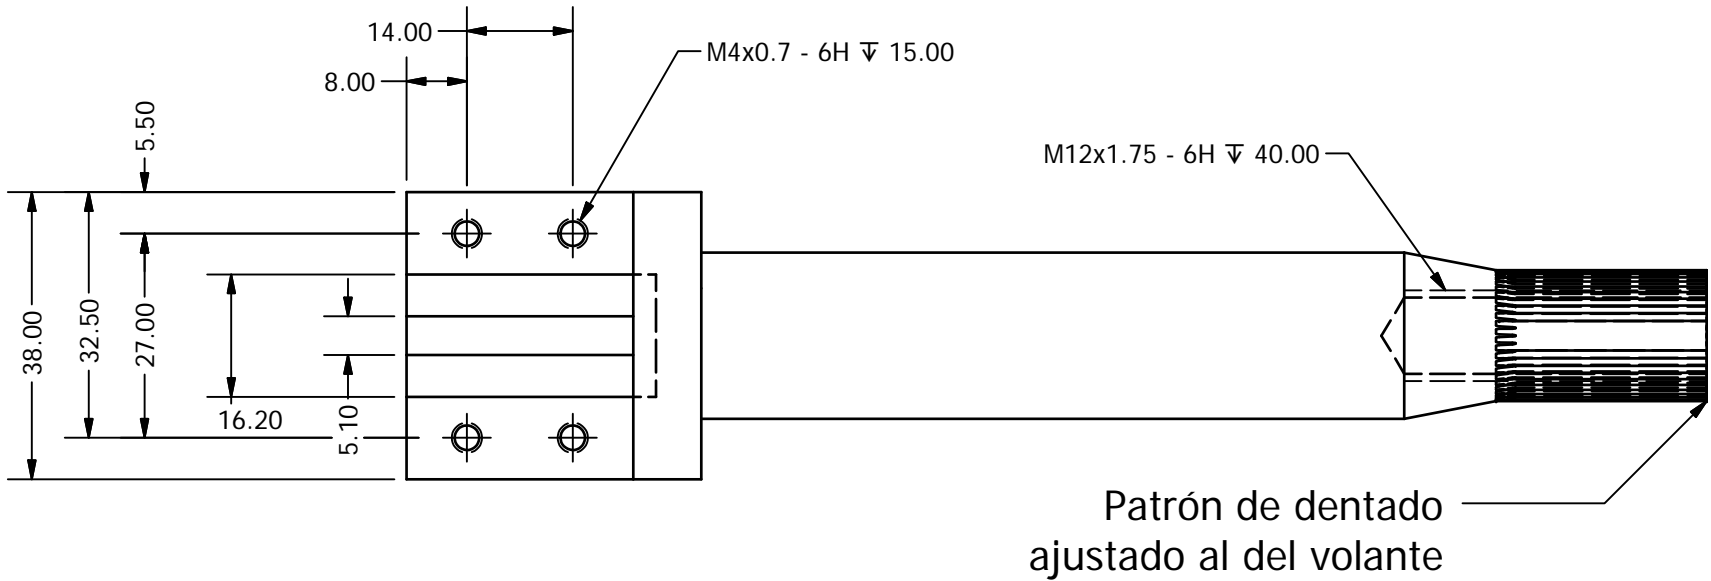 14.00
M4x0.7 - 6H ↧ 15.00
8.00
5.50
M12x1.75 - 6H ↧ 40.00
38.00
32.50
27.00
16.20
5.10
Patrón de dentado
ajustado al del volante